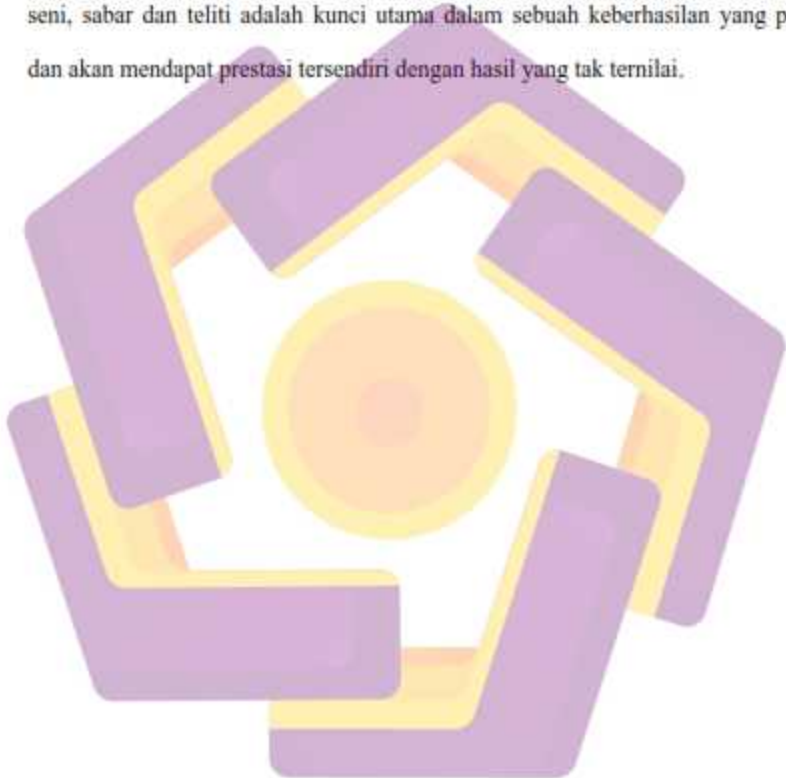 seni, sabar dan teliti adalah kunci utama dalam sebuah keberhasilan yang
dan akan mendapat prestasi tersendiri dengan hasil yang tak ternilai.